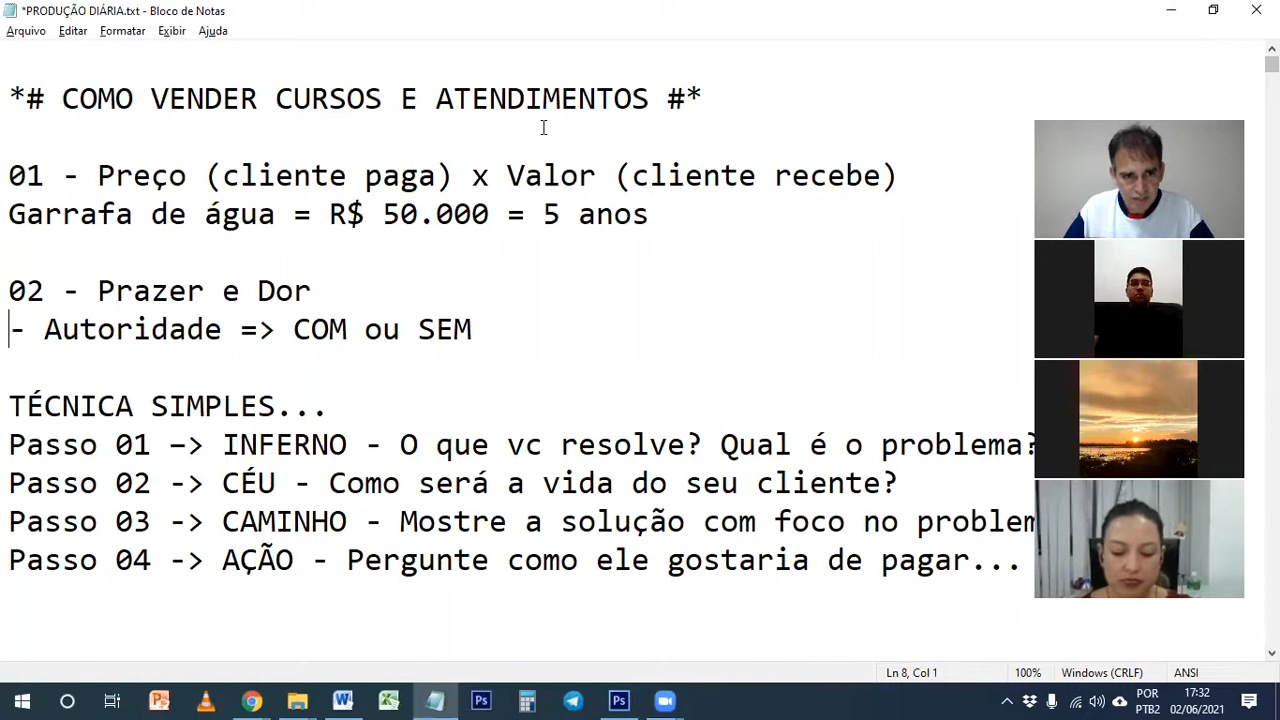 *PRODUÇÃO DIÁRIA.txt - Bloco de Notas
Arquivo Editar Formatar Exibir Ajuda
*# COMO VENDER CURSOS E ATENDIMENTOS #*
01 - Preço (cliente paga) x Valor (cliente recebe)
Garrafa de água = R$ 50.000 = 5 anos
02 - Prazer e Dor
- Autoridade => COM ou SEM
TÉCNICA SIMPLES...
Passo 01 –> INFERNO - O que vc resolve? Qual é o problema?
Passo 02 -> CÉU - Como será a vida do seu cliente?
Passo 03 -> CAMINHO - Mostre a solução com foco no problem
Passo 04 -> AÇÃO - Pergunte como ele gostaria de pagar...
Ln 8, Col 1 100% Windows (CRLF) ANSI
POR 17:32
PTB2 02/06/2021